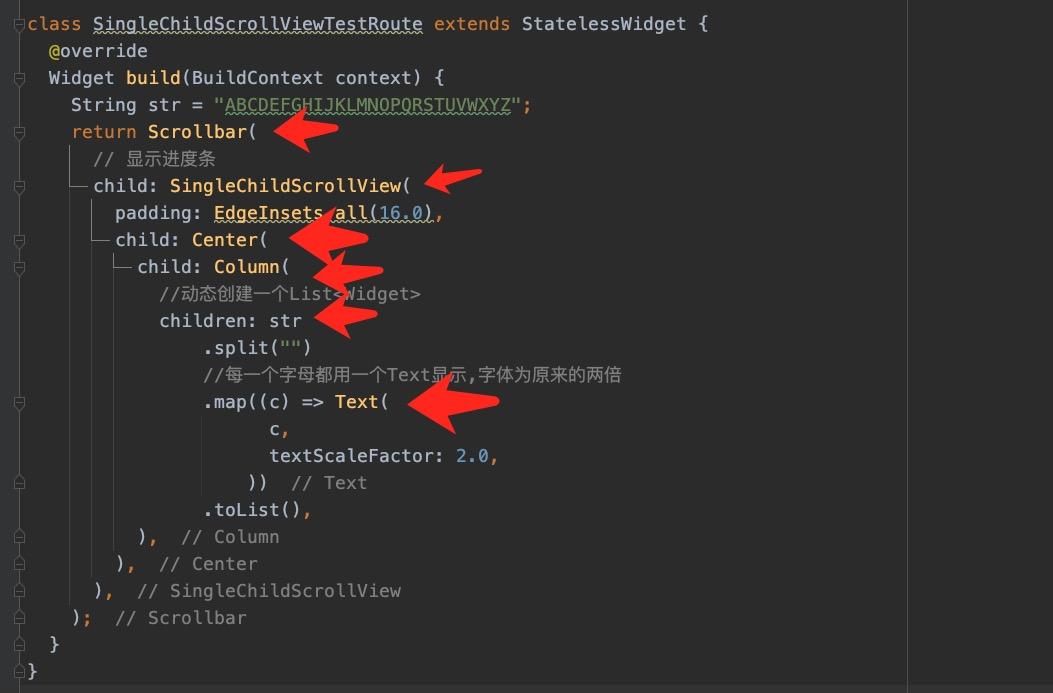 class SingleChildScrollViewTestRoute extends StatelessWidget {
@override
Widget build(BuildContext context) {
String str = "ABCDEFGHIJKLMNOPQRSTUVWXYZ";
return Scrollbar(
// 显示进度条
child: SingleChildScrollView(
padding: EdgeInsets.all(16.0),
child: Center(
child: Column(
//动态创建一个List<Widget>
children: str
.split("")
//每一个字母都用一个Text显示,字体为原来的两倍
.map((c) => Text(
c,
textScaleFactor: 2.0,
)) // Text
.toList(),
), // Column
), // Center
), // SingleChildScrollView
); // Scrollbar
}
}